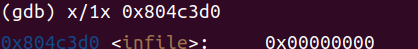 (gdb) x/1x 0x804c3d0
0x804c3d0 <infile>:     0x00000000